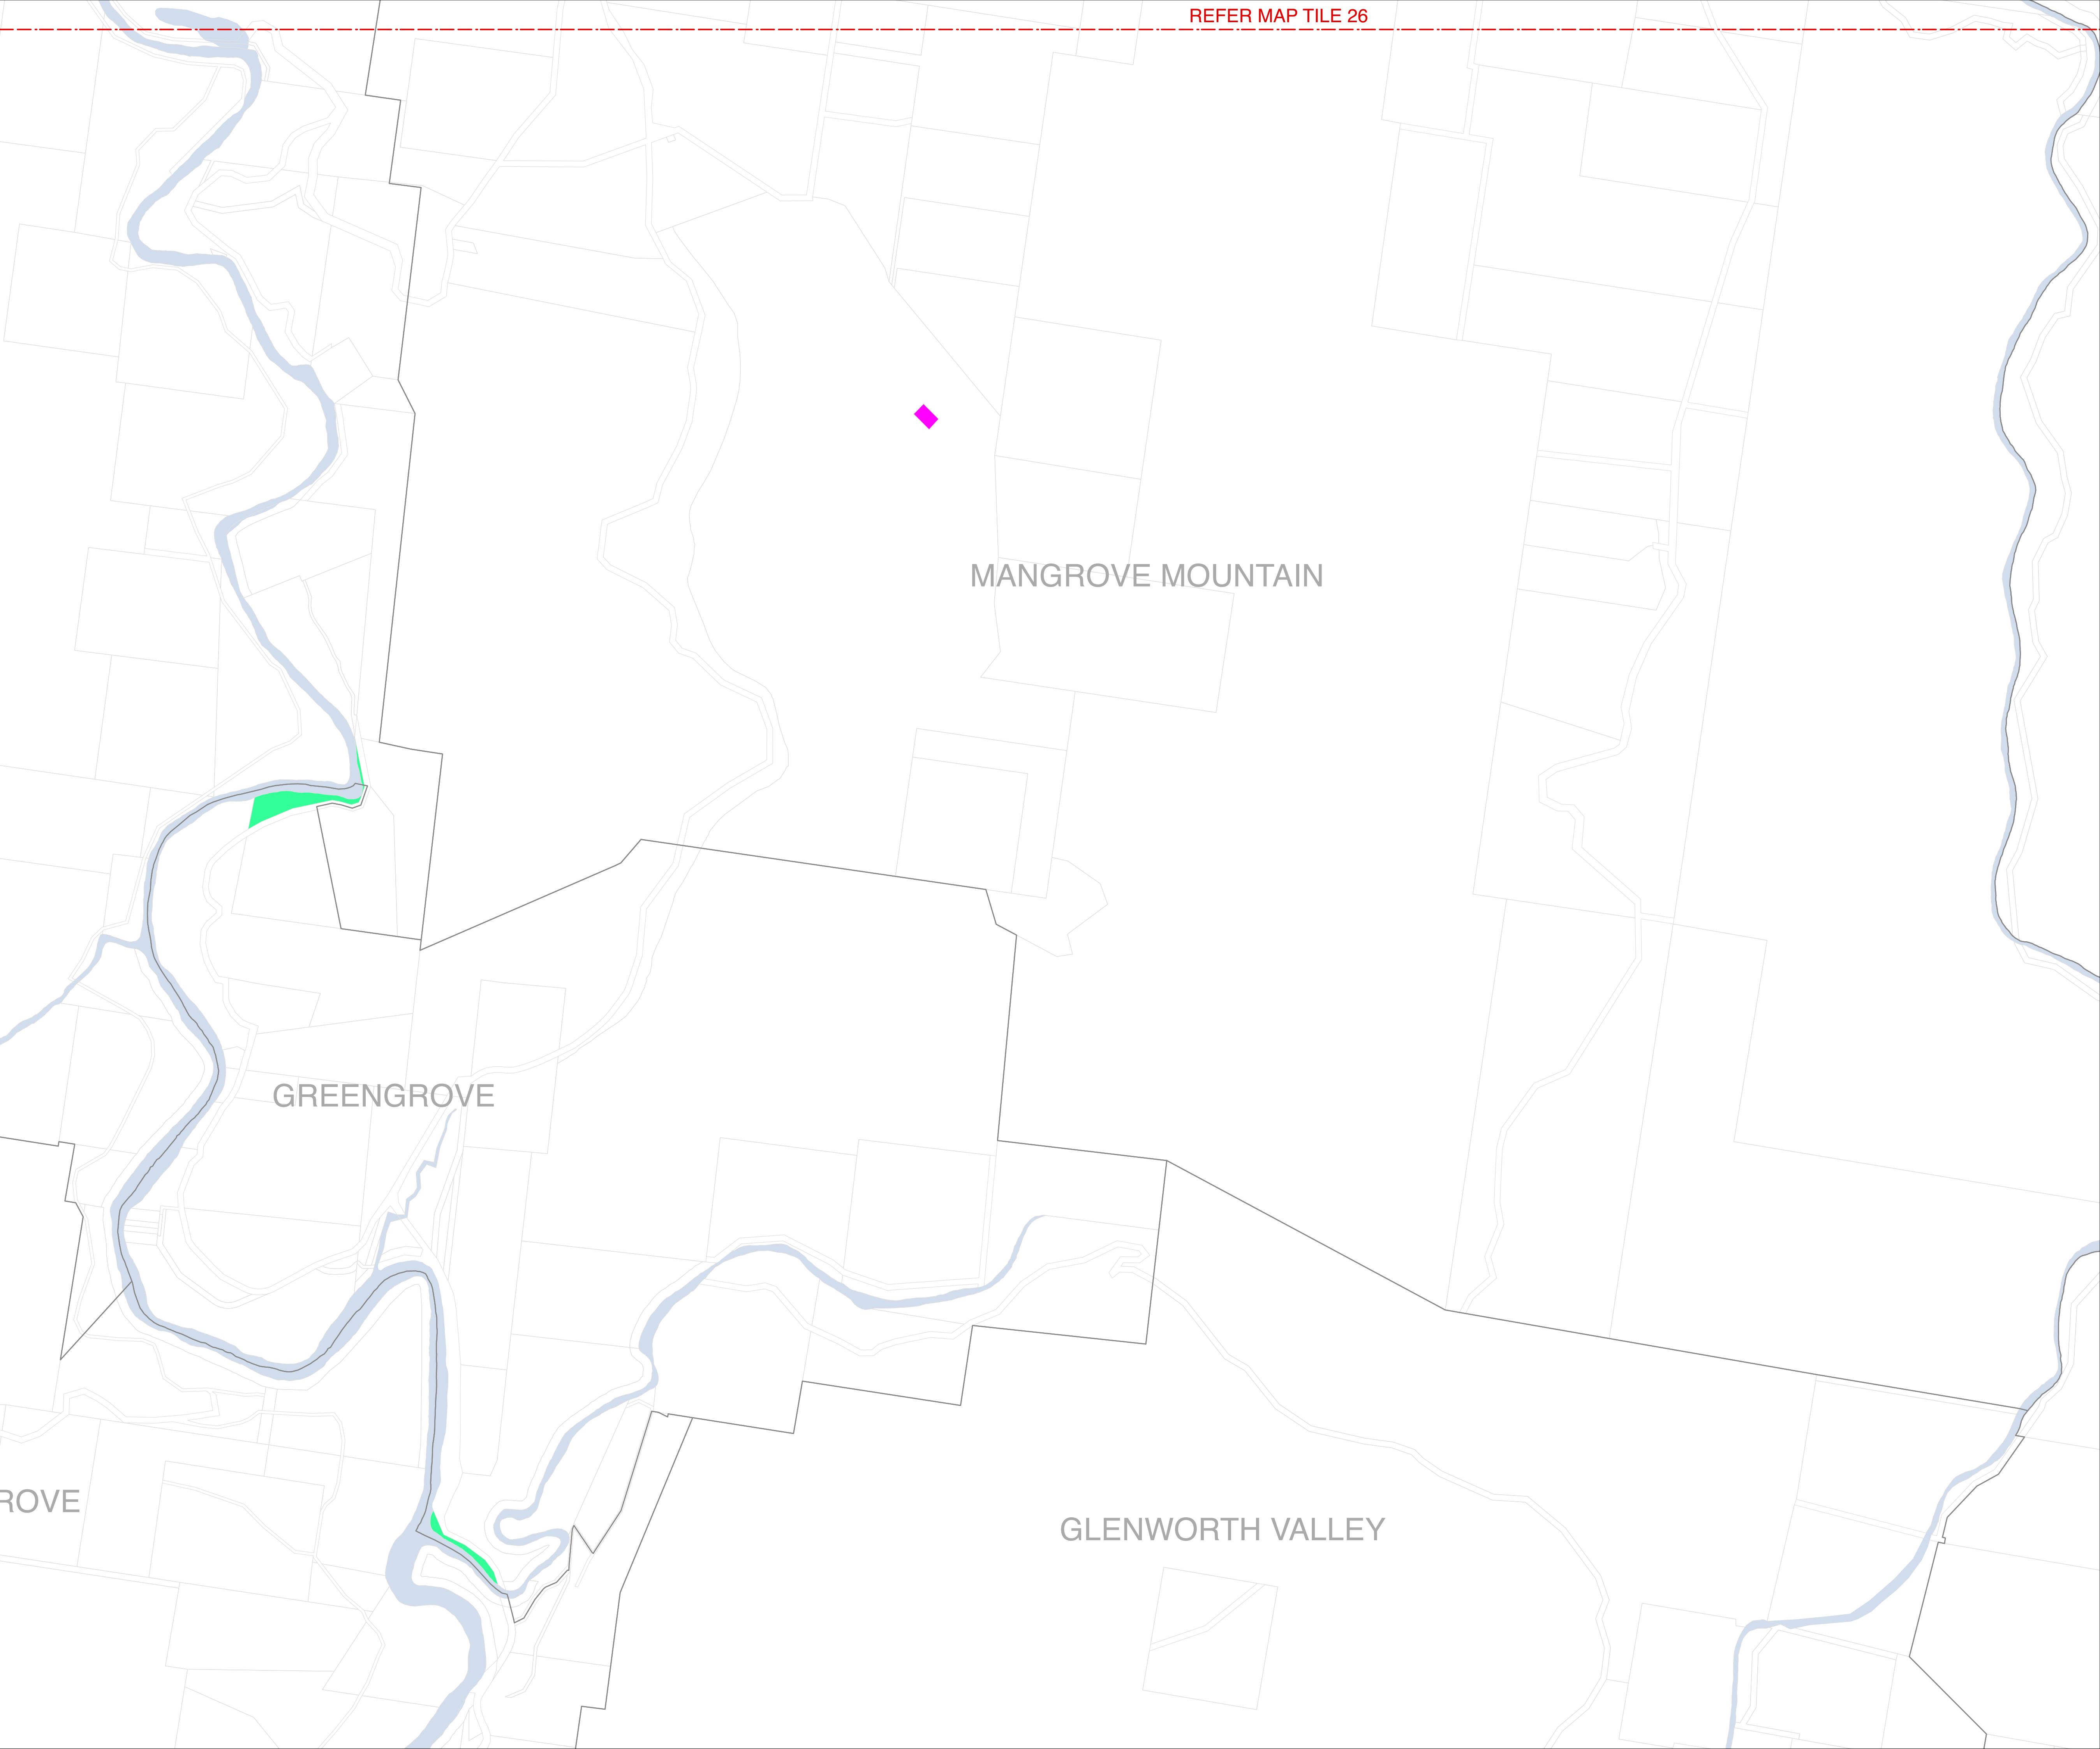 REFER MAP TILE 26
MANGROVE MOUNTAIN
GREENGROVE
ROVE
GLENWORTH VALLEY